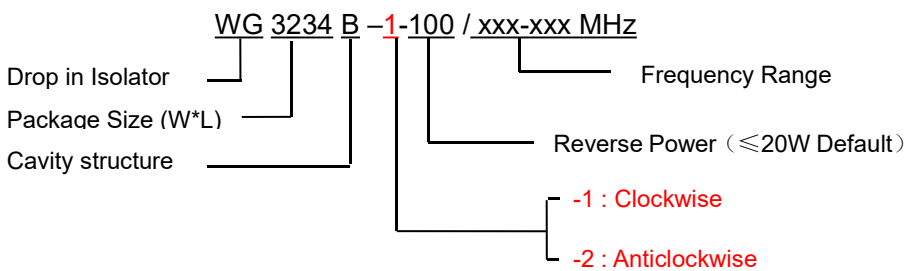 WG 3234 B –1-100 / xxx-xxx MHz
Drop in Isolator
Frequency Range
Package Size (W*L)
Reverse Power（≤20W Default）
Cavity structure
-1 : Clockwise
-2 : Anticlockwise